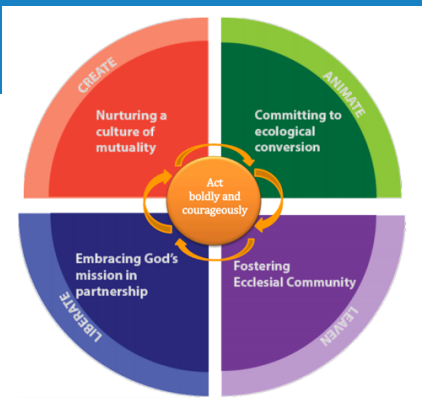 CREATE
Nurturing a
culture of
mutuality
ANIMATE
Committing to
ecological
conversion
Act
boldly and
courageously
Embracing God's
mission in
partnership
LIBERATE
Fostering
Ecclesial Community
LEAVEN